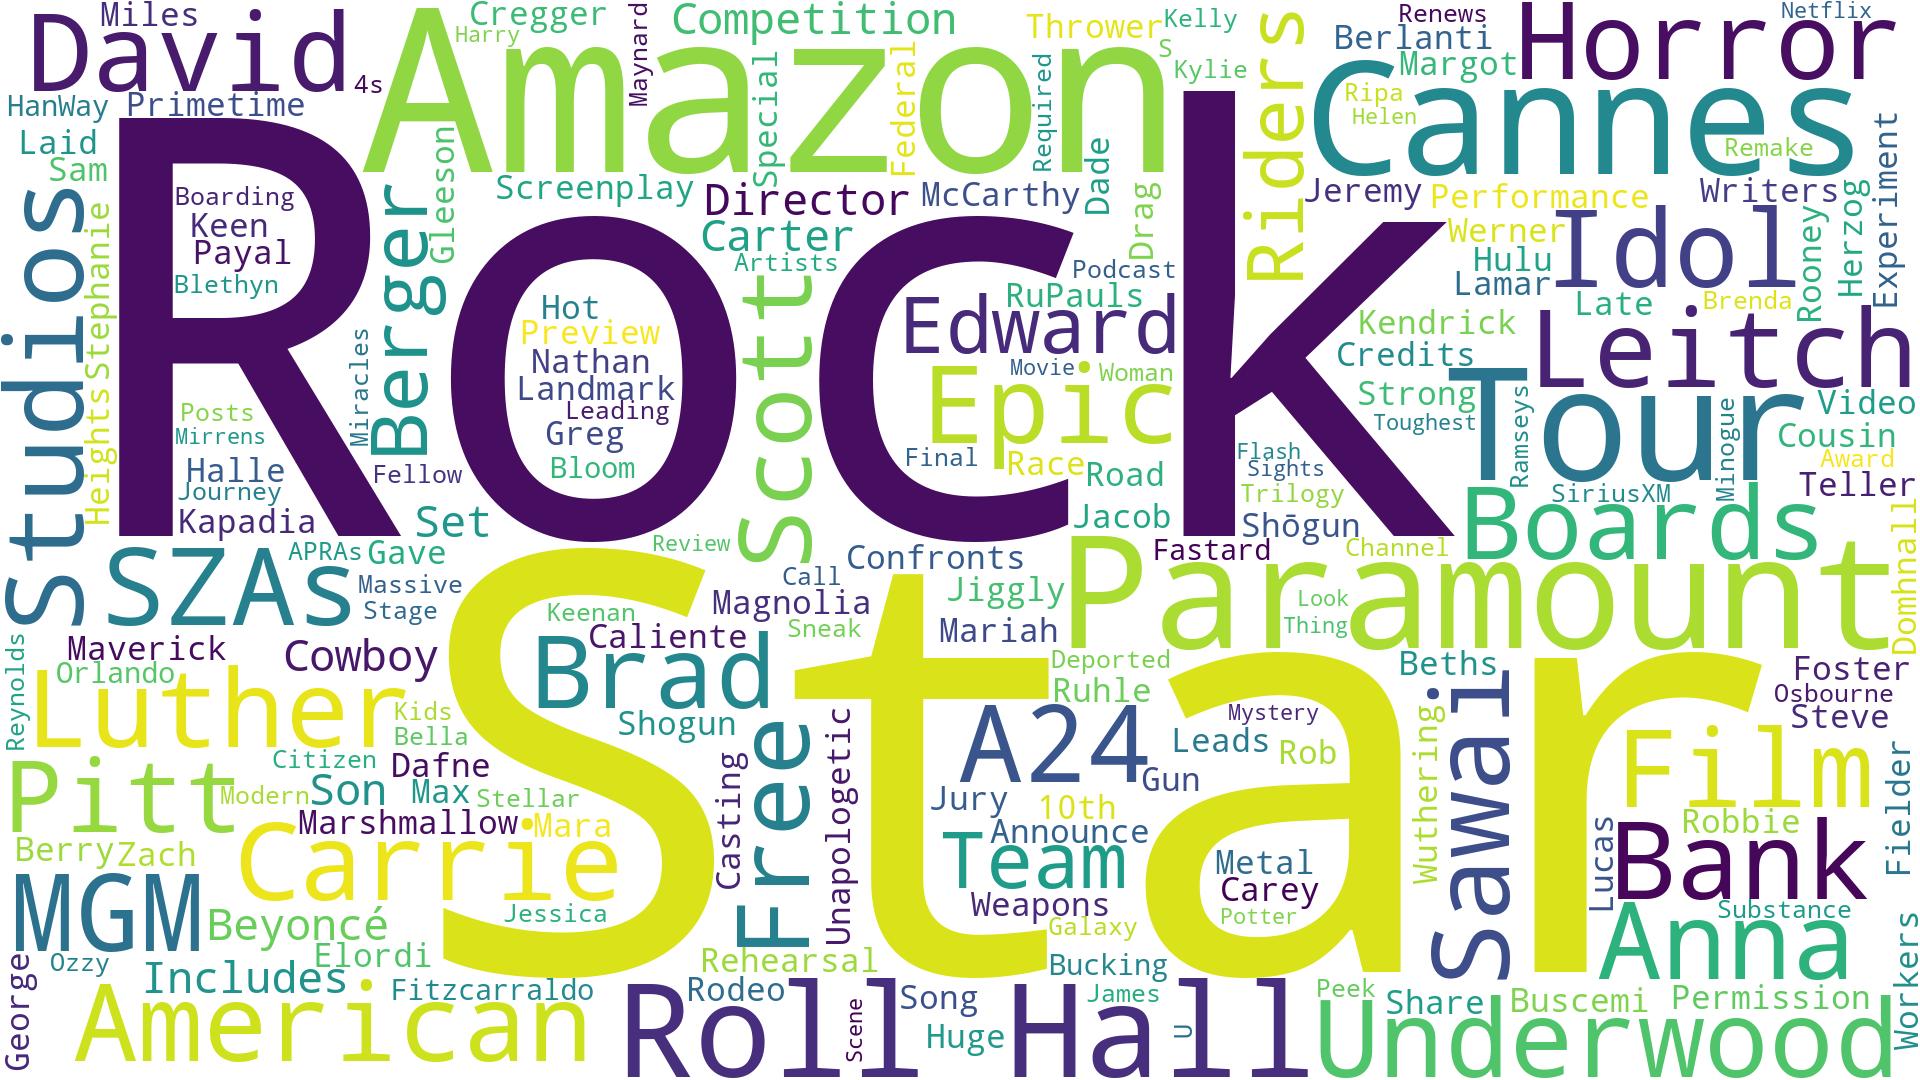 Miles
David
4s
Harry
Cregger
Amazon
Maynard
Competition
Special
Federal
Thrower
Kelly
S
Kylie
Required
Riders
Renews
Berlanti
Margot
Netflix
Horror
Cannes
Ripa
Helen
Remake
HanWay
Primetime
Laid
Sam
Studios
Stephanie
Heights
Rock
Boarding
Keen
Payal
Blethyn
Berger
Gleeson
Screenplay
Director
McCarthy
Carter
Artists
Dade
Drag
Jeremy
Performance
Writers
Experiment
Werner
Idol
Rooney
Herzog
Hulu
Lamar
Late
Brenda
Podcast
RuPauls
Edward
Scott
Hot
Preview
Nathan
Landmark
Leading
Greg
Bloom
Miracles
Posts
Mirrens
Halle
Journey
Kapadia
Fellow
Set
Movie
Woman
Epic
Final
Race
Road
Jacob
Kendrick
Credits
Strong
Toughest
Leitch
Tour
Ramseys
Minogue
Video
Cousin
Award
Teller
Flash
Sights
Trilogy
Shōgun
SiriusXM
Boards
Fastard
Channel
Domhnall
SZAs
APRAs
Gave
Massive
Stage
Review
Confronts
Call
Jiggly
Magnolia
Sneak
Mariah
Paramount
Look
Thing
Star
Keenan
Caliente
Brad
Shogun
Reynolds
Maverick
Orlando
Cowboy
Luther
Kids
Bella
Deported
Ruhle
Beths
Sawal
Foster
Osbourne
Steve
A24
Mystery
Leads
Rob
Wuthering
Film
Fielder
Free
Unapologetic
Casting
Citizen
Dafne
Pitt
Modern
Son
Max
Stellar
Gun
Jury
10th
Announce
Team
Marshmallow
Mara
Carrie
Berry
Zach
Robbie
Lucas
Bank
Metal
Carey
Potter
Weapons
Galaxy
MGM
Beyoncé
Jessica
Substance
Anna
Workers
Ozzy
Elordi
Includes
Rehearsal
Bucking
George
American
Fitzcarraldo
Rodeo
Roll
Scene
Song
Huge
Hall
James
U
Peek
Share
Buscemi
Permission
Underwood